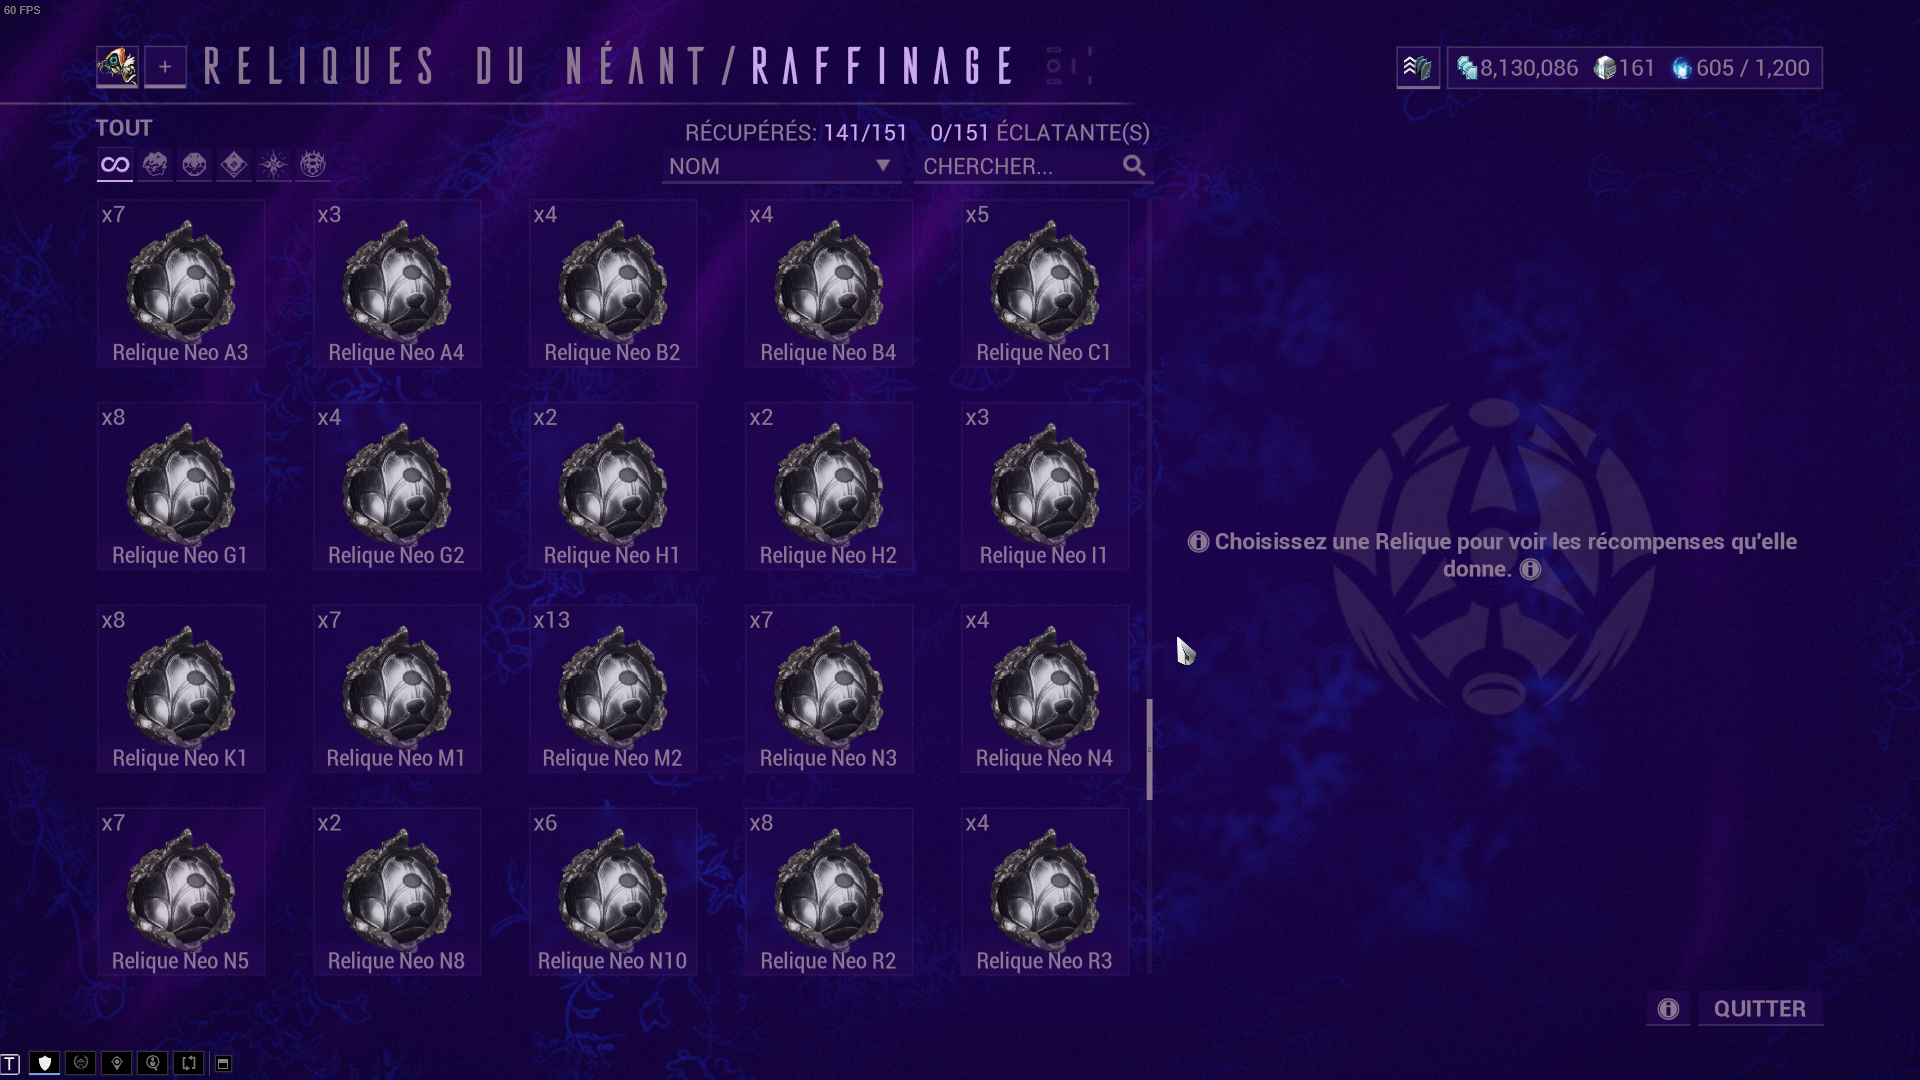 60 FPS
+
RELIQUES DU NÉANT/RAFFINAGE
8,130,086 161 605 / 1,200
TOUT
RÉCUPÉRÉS: 141/151 0/151 ÉCLATANTE(S)
NOM CHERCHER...
x7 x3 x4 x4 x5
Relique Neo A3 Relique Neo A4 Relique Neo B2 Relique Neo B4 Relique Neo C1
x8 x4 x2 x2 x3
Relique Neo G1 Relique Neo G2 Relique Neo H1 Relique Neo H2 Relique Neo I1
x8 x7 x13 x7 x4
Relique Neo K1 Relique Neo M1 Relique Neo M2 Relique Neo N3 Relique Neo N4
x7 x2 x6 x8 x4
Relique Neo N5 Relique Neo N8 Relique Neo N10 Relique Neo R2 Relique Neo R3
Choisissez une Relique pour voir les récompenses qu'elle
donne.
QUITTER
T